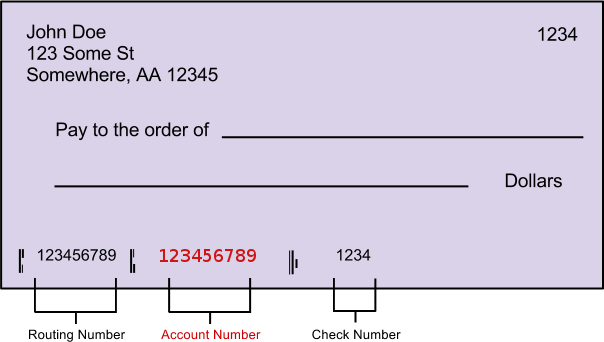 John Doe
1234
123 Some St
Somewhere, AA 12345
Pay to the order of
Dollars
123456789 123456789 1234
Routing Number Account Number Check Number